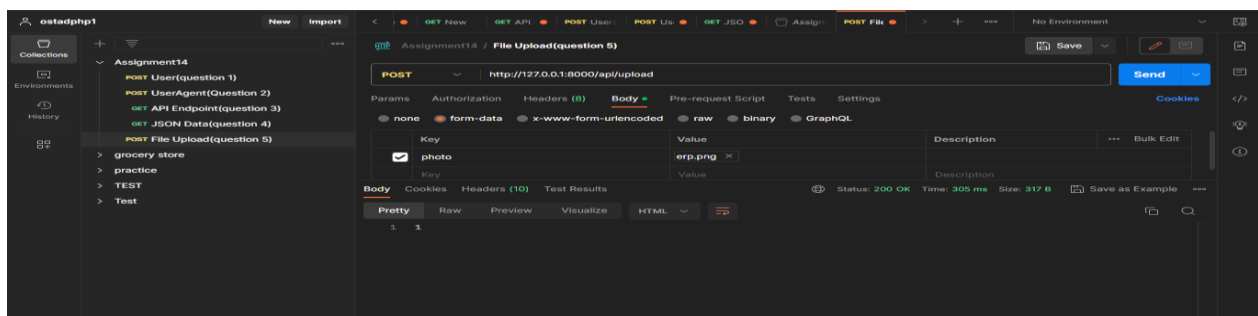 ostadphp1 New Import
GET New GET API POST User POST Us GET JSO Assign POST File No Environment
Collections
Environments
History
Assignment14
POST User(question 1)
POST UserAgent(Question 2)
GET API Endpoint(question 3)
GET JSON Data(question 4)
POST File Upload(question 5)
grocery store
practice
TEST
Test
Assignment14 / File Upload(question 5) Save
POST http://127.0.0.1:8000/api/upload Send
Params Authorization Headers (8) Body Pre-request Script Tests Settings Cookies
none form-data x-www-form-urlencoded raw binary GraphQL
Key Value Description Bulk Edit
photo erp.png
Key Value Description
Body Cookies Headers (10) Test Results Status: 200 OK Time: 305 ms Size: 317 B Save as Example
Pretty Raw Preview Visualize HTML
1 1